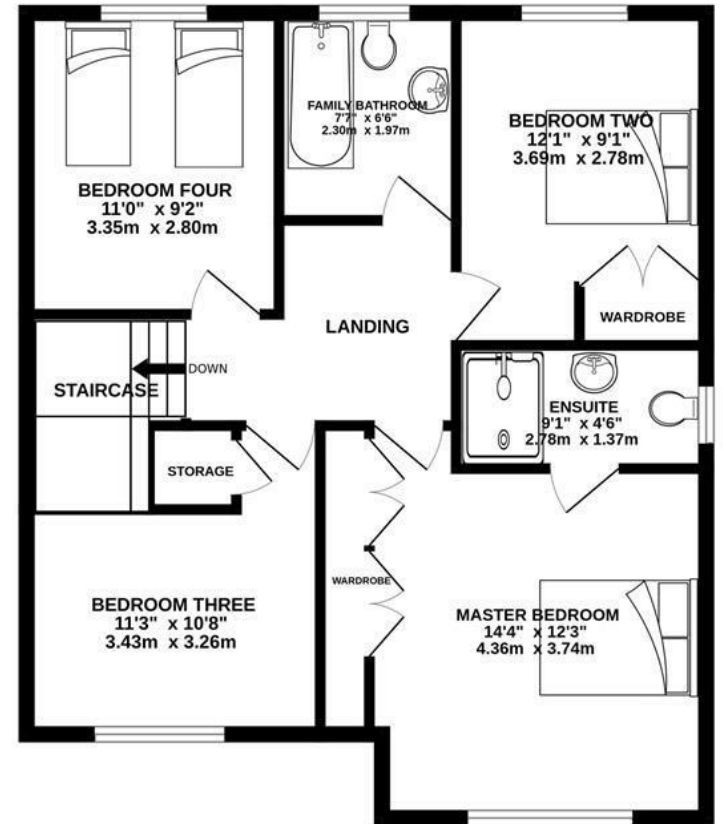 FAMILY BATHROOM
7'7" x 6'6"
2.30m x 1.97m
BEDROOM TWO
12'1" x 9'1"
3.69m x 2.78m
BEDROOM FOUR
11'0" x 9'2"
3.35m x 2.80m
LANDING
WARDROBE
DOWN
STAIRCASE
ENSUITE
9'1" x 4'6"
2.78m x 1.37m
STORAGE
WARDROBE
BEDROOM THREE
11'3" x 10'8"
3.43m x 3.26m
MASTER BEDROOM
14'4" x 12'3"
4.36m x 3.74m